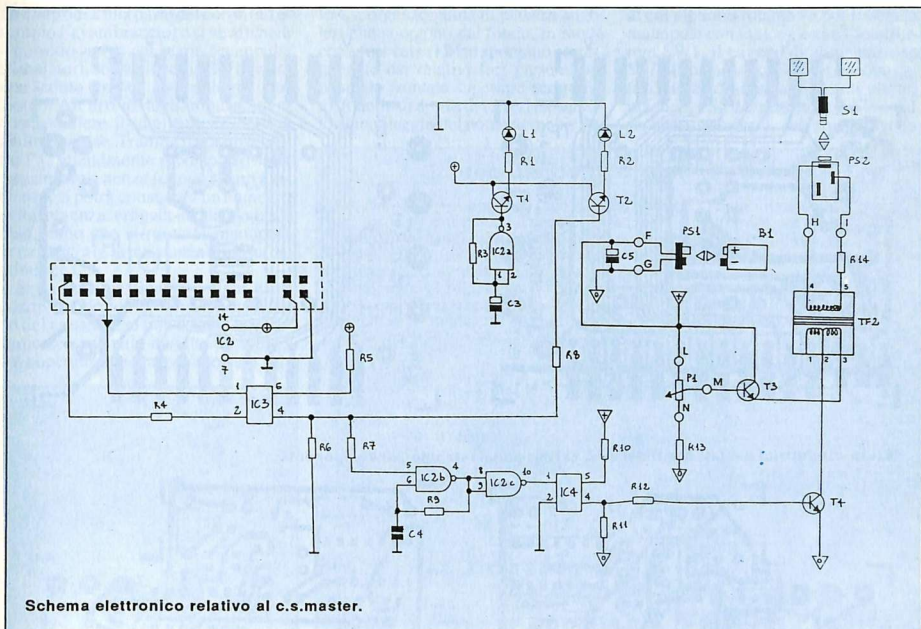 S1
PS2
L1
L2
R1
R2
T1
T2
3
R3
IC2a
1
2
C3
F
G
C5
PS1
B1
H
I
R14
4
5
TF2
1
2
3
14
IC2
7
R5
R8
L
P1
M
N
T3
R13
1
2
IC3
5
4
R4
R6
R7
R10
5
6
IC2b
4
8
9
IC2c
10
1
2
IC4
5
4
R12
T4
R9
C4
R11
Schema elettronico relativo al c.s.master.